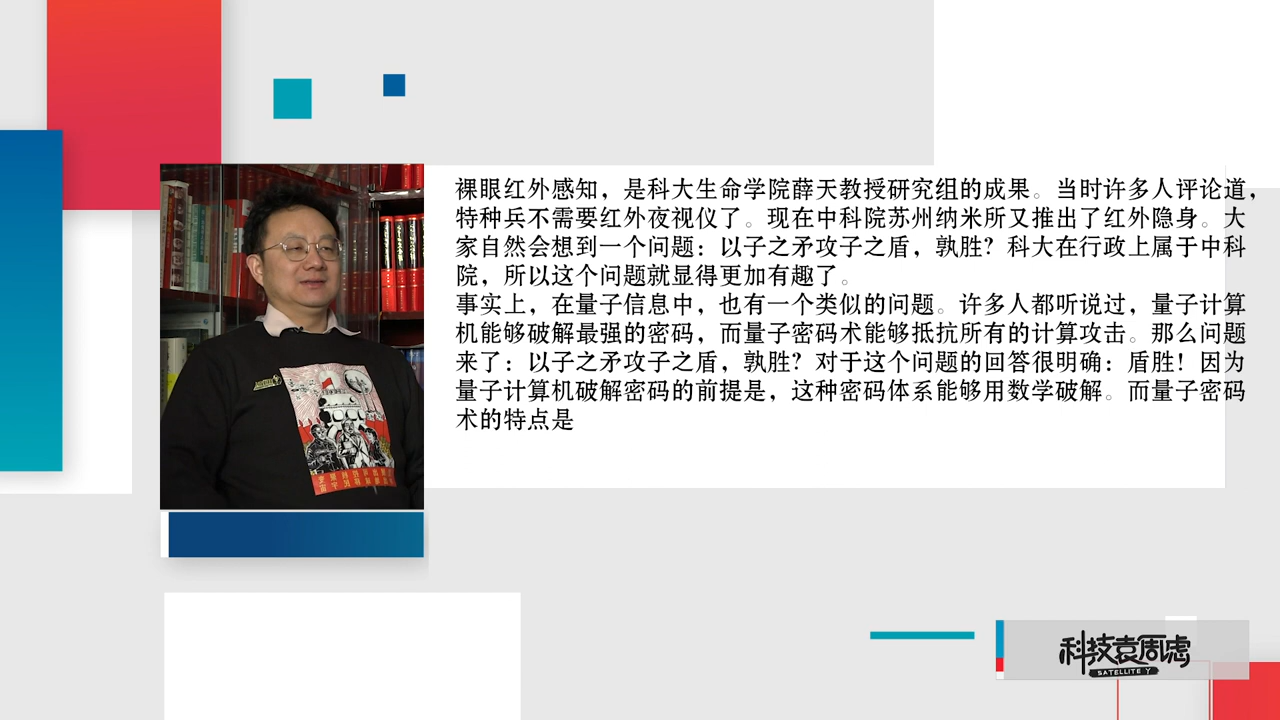 裸眼红外感知，是科大生命学院薛天教授研究组的成果。当时许多人评论道，
特种兵不需要红外夜视仪了。现在中科院苏州纳米所又推出了红外隐身。大
家自然会想到一个问题：以子之矛攻子之盾，孰胜？科大在行政上属于中科
院，所以这个问题就显得更加有趣了。
事实上，在量子信息中，也有一个类似的问题。许多人都听说过，量子计算
机能够破解最强的密码，而量子密码术能够抵抗所有的计算攻击。那么问题
来了：以子之矛攻子之盾，孰胜？对于这个问题的回答很明确：盾胜！因为
量子计算机破解密码的前提是，这种密码体系能够用数学破解。而量子密码
术的特点是
科技袁周虑
SATELLITE Y